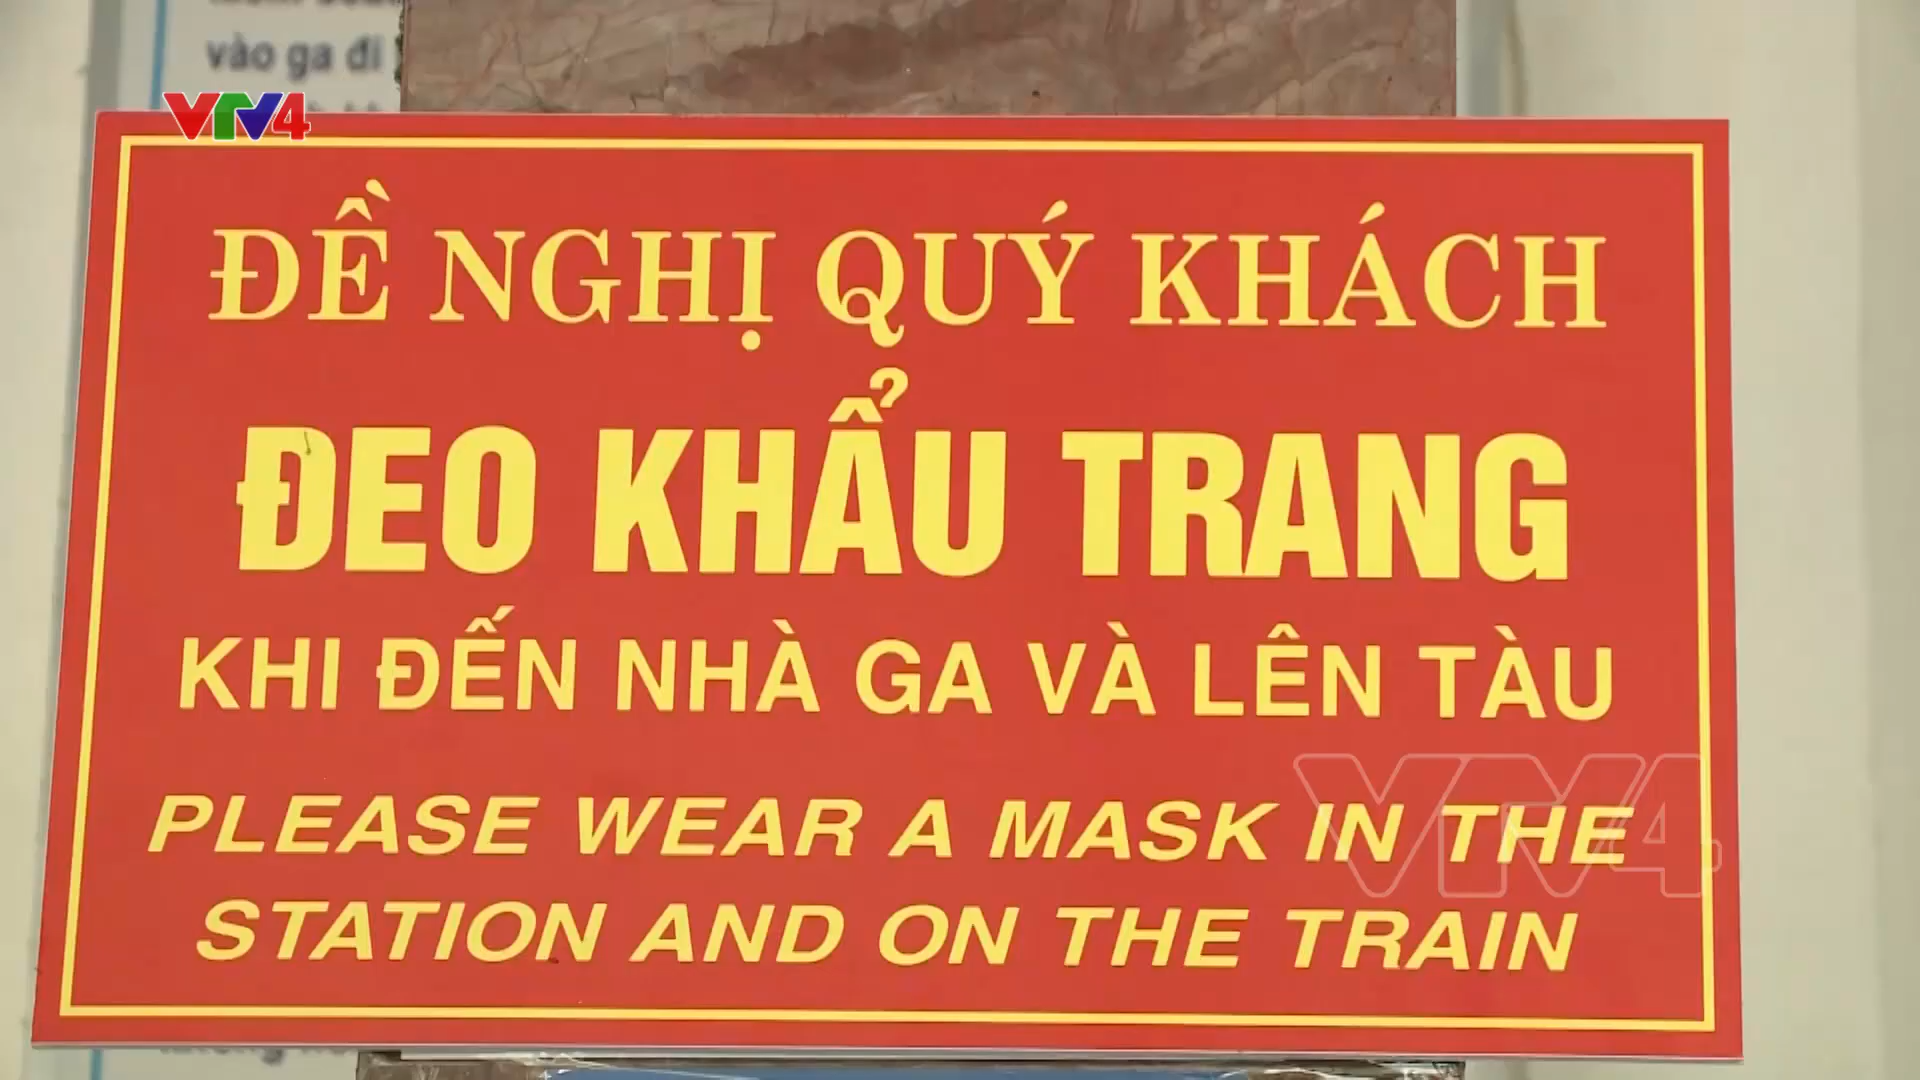 vào ga đi
VTV4
ĐỀ NGHỊ QUÝ KHÁCH
ĐEO KHẨU TRANG
KHI ĐẾN NHÀ GA VÀ LÊN TÀU
PLEASE WEAR A MASK IN THE
STATION AND ON THE TRAIN
VTV4